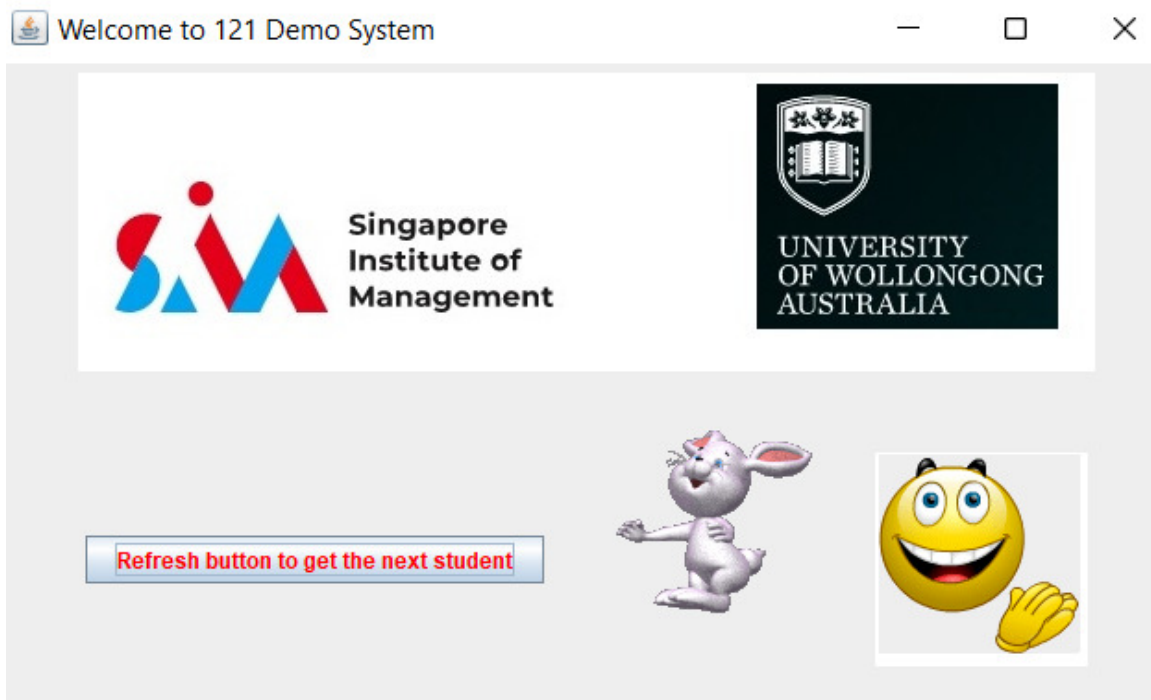 Welcome to 121 Demo System
Singapore
Institute of
Management
UNIVERSITY
OF WOLLONGONG
AUSTRALIA
Refresh button to get the next student